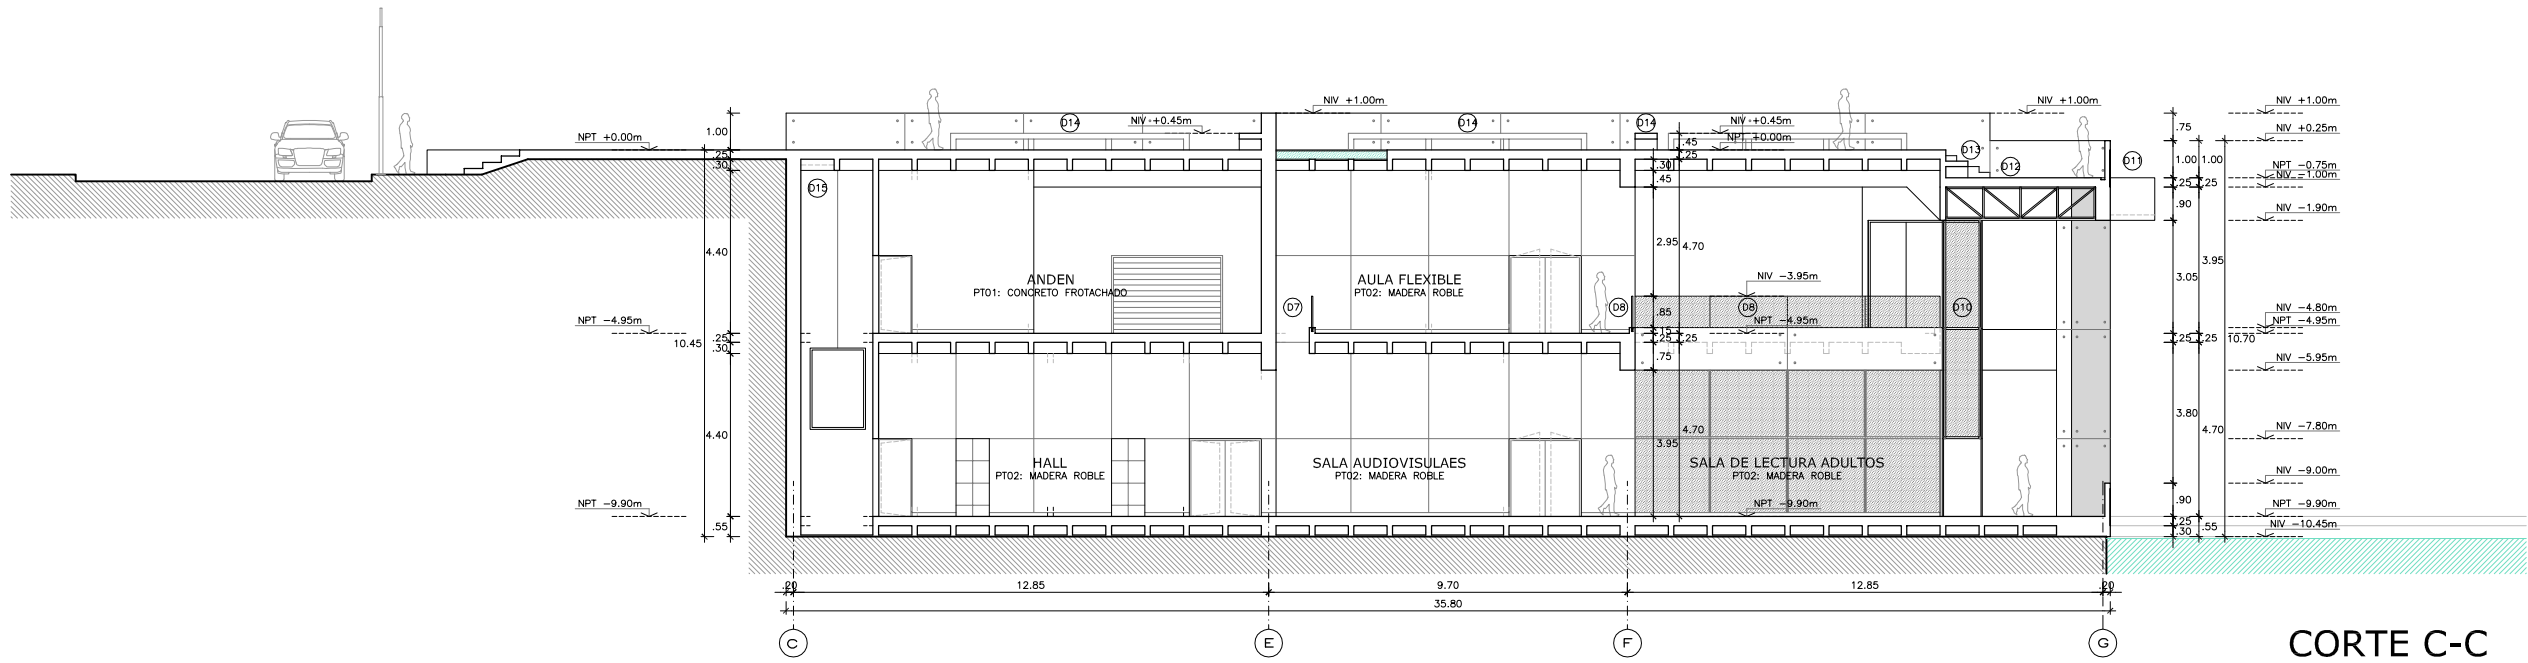 NIV +1.00m
NIV +1.00m
NIV +1.00m
D14
NIV +0.45m
D14
D14
NIV +0.45m
.75
NIV +0.25m
1.00
NPT +0.00m
.45
NPT +0.00m
D13
D11
.25
.25
1.00
1.00
.30
.30
D12
NPT -0.75m
NIV -1.00m
D15
.45
.25
.25
.90
NIV -1.90m
4.40
2.95
4.70
3.95
ANDEN
PT01: CONCRETO FROTACHADO
AULA FLEXIBLE
PT02: MADERA ROBLE
NIV -3.95m
3.05
D7
D8
D8
D10
NPT -4.95m
.85
NIV -4.80m
NPT -4.95m
NPT -4.95m
.15
.25
10.45
.30
.25
.25
.25
.25
10.70
.75
NIV -5.95m
4.40
3.95
4.70
3.80
4.70
NIV -7.80m
HALL
PT02: MADERA ROBLE
SALA AUDIOVISULAES
PT02: MADERA ROBLE
SALA DE LECTURA ADULTOS
PT02: MADERA ROBLE
NIV -9.00m
NPT -9.90m
NPT -9.90m
.90
NPT -9.90m
.55
.25
.55
NIV -10.45m
.30
.20
12.85
9.70
12.85
.20
35.80
C
E
F
G
CORTE C-C